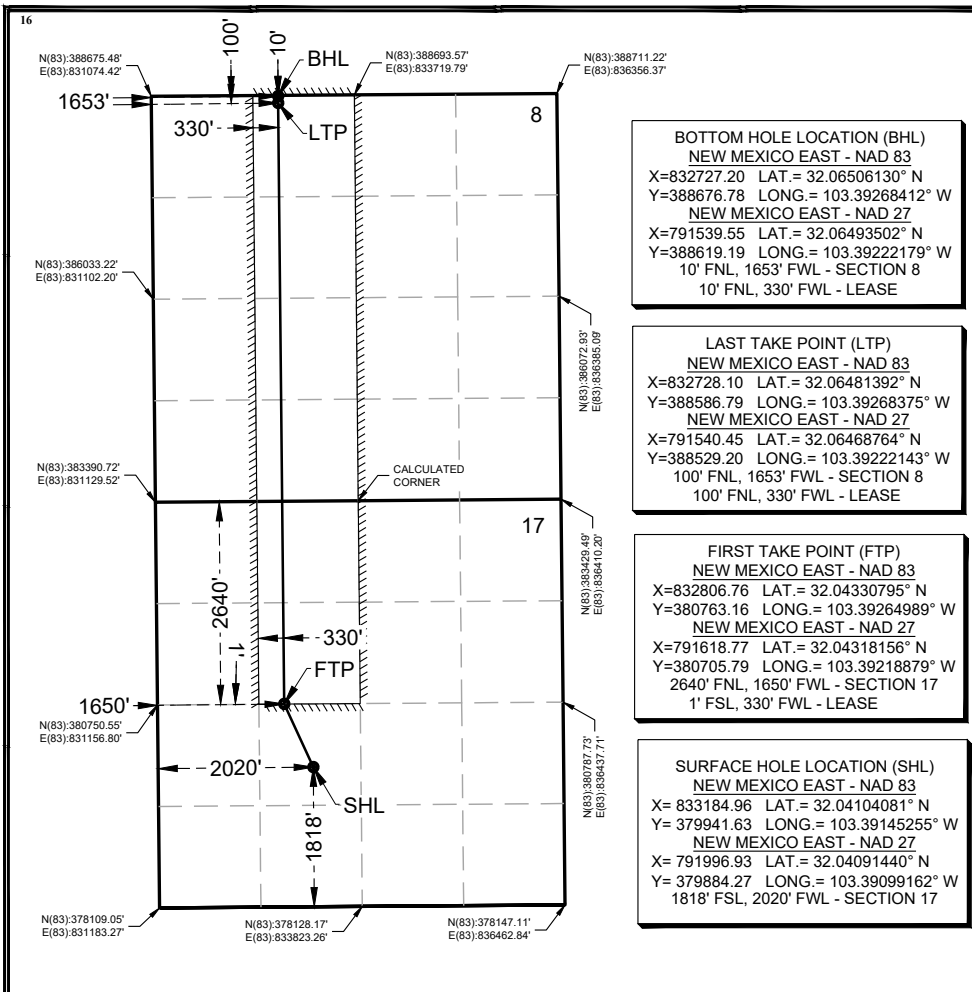 16
100'
10'
N(83):388675.48'
E(83):831074.42'
BHL
N(83):388693.57'
E(83):833719.79'
N(83):388711.22'
E(83):836356.37'
1653'
LTP
330'
8
N(83):386033.22'
E(83):831102.20'
N(83):386072.93'
E(83):836385.09'
N(83):383390.72'
E(83):831129.52'
CALCULATED
CORNER
17
N(83):383429.49'
E(83):836410.20'
2640'
330'
1'
FTP
1650'
N(83):380750.55'
E(83):831156.80'
2020'
SHL
1818'
N(83):380787.73'
E(83):836437.71'
N(83):378109.05'
E(83):831183.27'
N(83):378128.17'
E(83):833823.26'
N(83):378147.11'
E(83):836462.84'
BOTTOM HOLE LOCATION (BHL)
NEW MEXICO EAST - NAD 83
X=832727.20 LAT.= 32.06506130° N
Y=388676.78 LONG.= 103.39268412° W
NEW MEXICO EAST - NAD 27
X=791539.55 LAT.= 32.06493502° N
Y=388619.19 LONG.= 103.39222179° W
10' FNL, 1653' FWL - SECTION 8
10' FNL, 330' FWL - LEASE
LAST TAKE POINT (LTP)
NEW MEXICO EAST - NAD 83
X=832728.10 LAT.= 32.06481392° N
Y=388586.79 LONG.= 103.39268375° W
NEW MEXICO EAST - NAD 27
X=791540.45 LAT.= 32.06468764° N
Y=388529.20 LONG.= 103.39222143° W
100' FNL, 1653' FWL - SECTION 8
100' FNL, 330' FWL - LEASE
FIRST TAKE POINT (FTP)
NEW MEXICO EAST - NAD 83
X=832806.76 LAT.= 32.04330795° N
Y=380763.16 LONG.= 103.39264989° W
NEW MEXICO EAST - NAD 27
X=791618.77 LAT.= 32.04318156° N
Y=380705.79 LONG.= 103.39218879° W
2640' FNL, 1650' FWL - SECTION 17
1' FSL, 330' FWL - LEASE
SURFACE HOLE LOCATION (SHL)
NEW MEXICO EAST - NAD 83
X= 833184.96 LAT.= 32.04104081° N
Y= 379941.63 LONG.= 103.39145255° W
NEW MEXICO EAST - NAD 27
X= 791996.93 LAT.= 32.04091440° N
Y= 379884.27 LONG.= 103.39099162° W
1818' FSL, 2020' FWL - SECTION 17